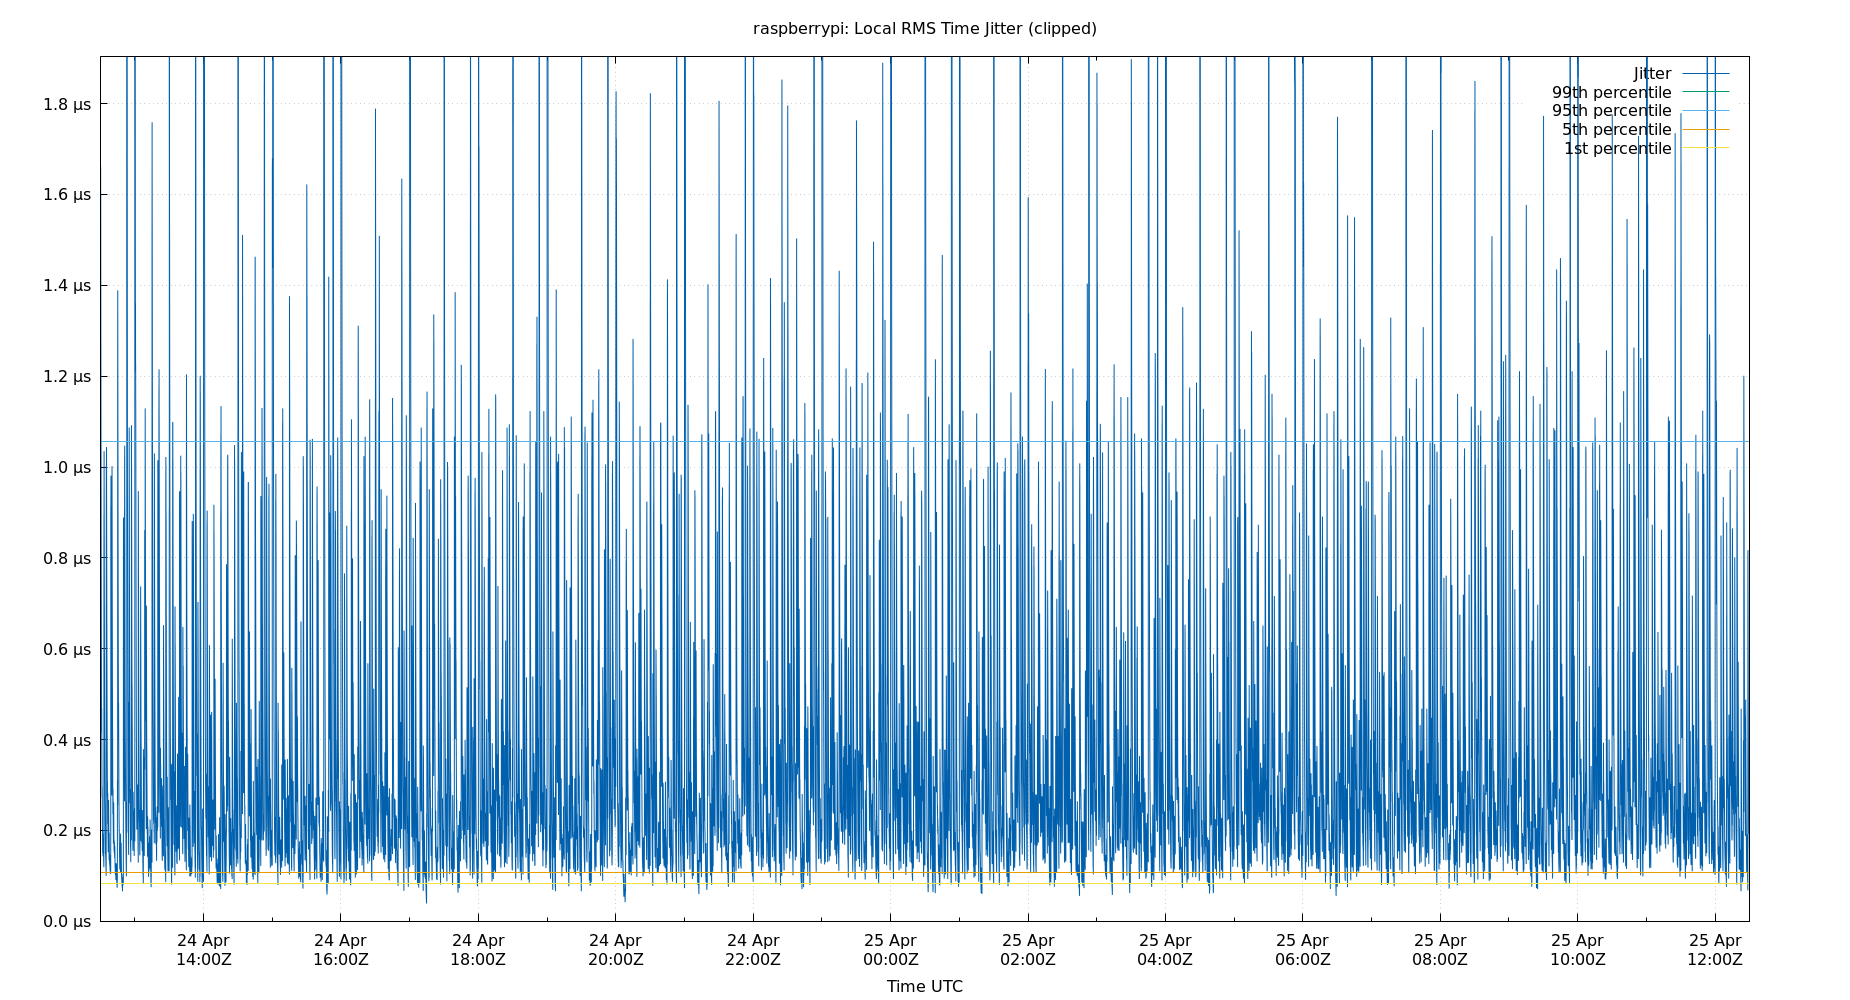 raspberrypi: Local RMS Time Jitter (clipped)
Jitter
99th percentile
95th percentile
5th percentile
1st percentile
1.8 μs
1.6 μs
1.4 μs
1.2 μs
1.0 μs
0.8 μs
0.6 μs
0.4 μs
0.2 μs
0.0 μs
24 Apr 24 Apr 24 Apr 24 Apr 24 Apr 25 Apr 25 Apr 25 Apr 25 Apr 25 Apr 25 Apr 25 Apr
14:00Z 16:00Z 18:00Z 20:00Z 22:00Z 00:00Z 02:00Z 04:00Z 06:00Z 08:00Z 10:00Z 12:00Z
Time UTC